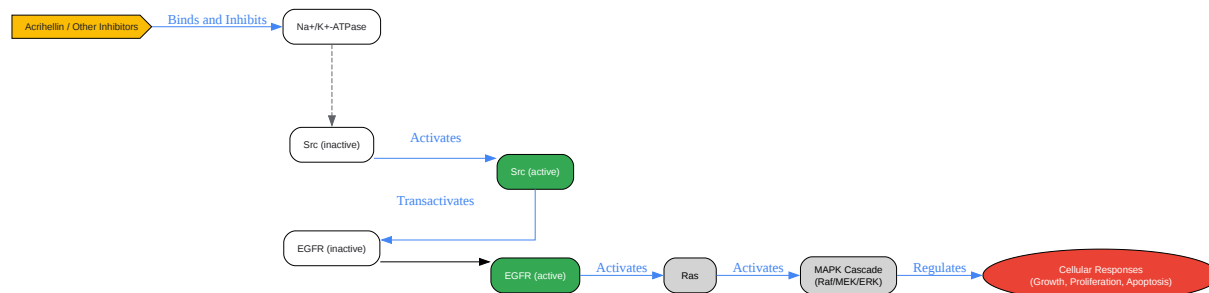 Acrihellin / Other Inhibitors
Binds and Inhibits
Na+/K+-ATPase
Src (inactive)
Activates
Src (active)
Transactivates
EGFR (inactive)
EGFR (active)
Activates
Ras
Activates
MAPK Cascade
(Raf/MEK/ERK)
Regulates
Cellular Responses
(Growth, Proliferation, Apoptosis)